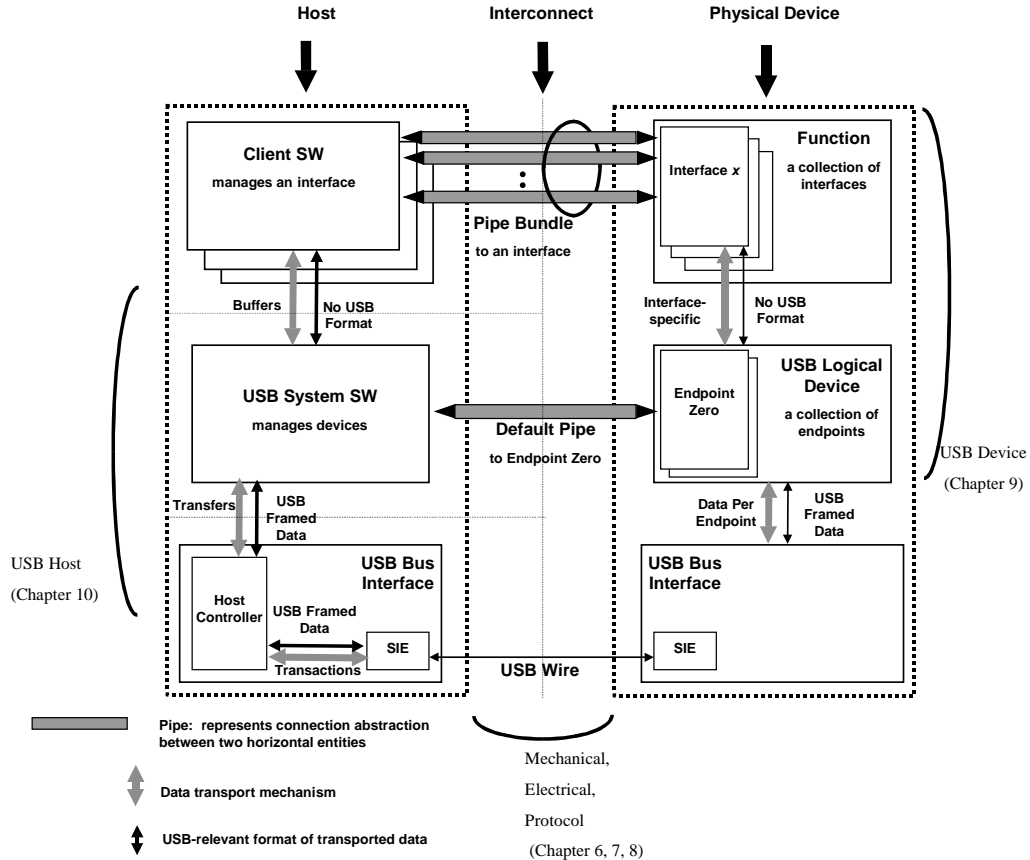 Host
Interconnect
Physical Device
Client SW
manages an interface
Pipe Bundle
to an interface
Interface x
Function
a collection of
interfaces
Buffers
No USB
Format
Interface-
specific
No USB
Format
USB System SW
manages devices
Default Pipe
to Endpoint Zero
Endpoint
Zero
USB Logical
Device
a collection of
endpoints
USB Device
(Chapter 9)
Transfers
USB
Framed
Data
Data Per
Endpoint
USB
Framed
Data
USB Host
(Chapter 10)
USB Bus
Interface
Host
Controller
USB Framed
Data
Transactions
SIE
USB Wire
USB Bus
Interface
SIE
Pipe: represents connection abstraction
between two horizontal entities
Data transport mechanism
USB-relevant format of transported data
Mechanical,
Electrical,
Protocol
(Chapter 6, 7, 8)